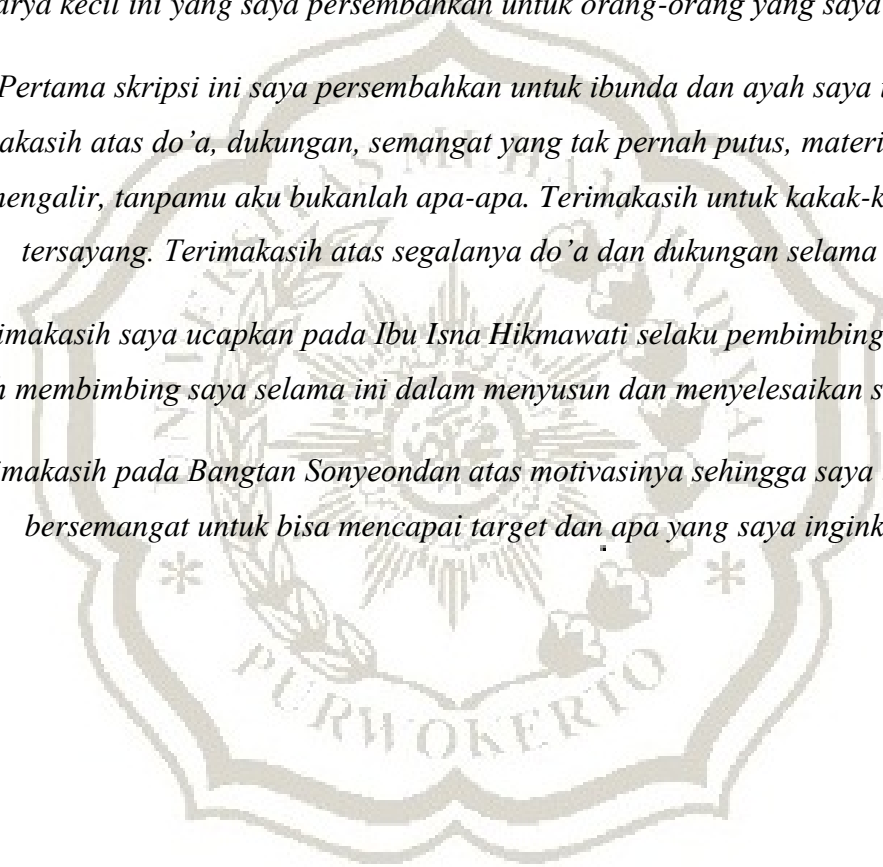 arya kecil ini yang saya persembahkan untuk orang-orang yang saya
Pertama skripsi ini saya persembahkan untuk ibunda dan ayah saya
makasih atas do’a, dukungan, semangat yang tak pernah putus, materi
mengalir, tanpamu aku bukanlah apa-apa. Terimakasih untuk kakak-k
tersayang. Terimakasih atas segalanya do’a dan dukungan selama
imakasih saya ucapkan pada Ibu Isna Hikmawati selaku pembimbing
h membimbing saya selama ini dalam menyusun dan menyelesaikan s
imakasih pada Bangtan Sonyeondan atas motivasinya sehingga saya
bersemangat untuk bisa mencapai target dan apa yang saya ingink
UNIVERSITAS MUHAMMADIYAH
PURWOKERTO